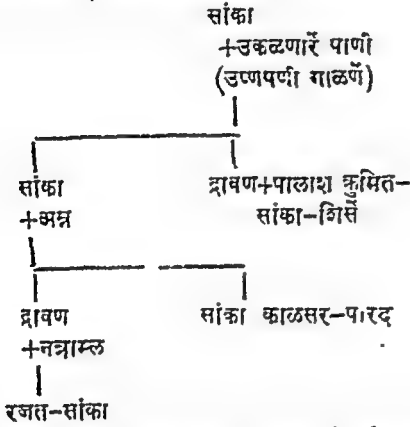 सांका
+उकळणारें पाणी
(उष्णपणी गाळणें)
सांका
+अम्न
द्रावण+पालाश क्रुमित-
सांका-शिसें
द्रावण
+नत्राम्ल
सांका काळसर-पारद
रजत-सांका